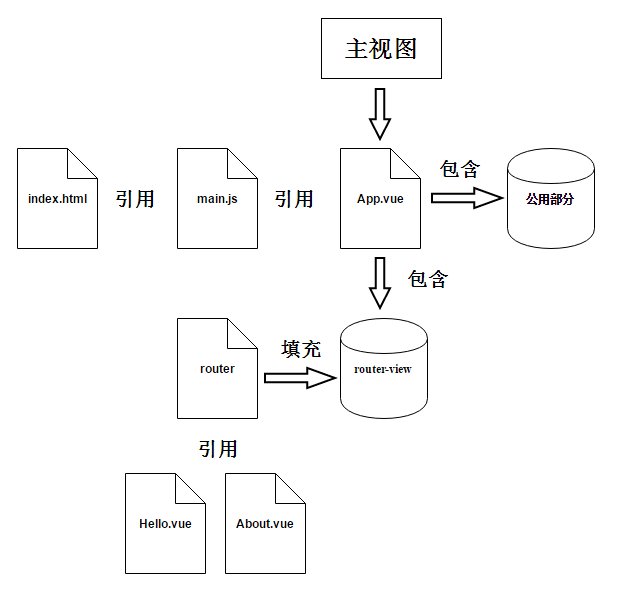 主视图
包含
index.html
引用
main.js
引用
App.vue
公用部分
包含
填充
router
router-view
引用
Hello.vue
About.vue